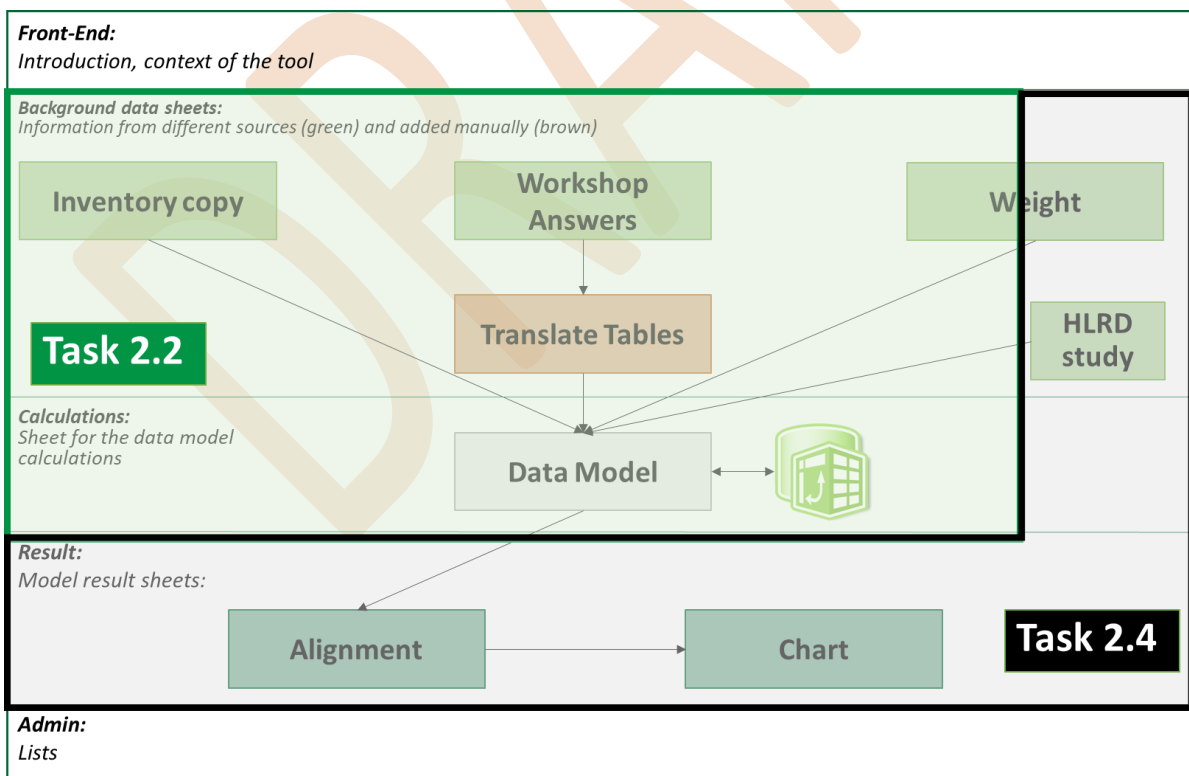 Front-End:
Introduction, context of the tool
Background data sheets:
Information from different sources (green) and added manually (brown)
Inventory copy
Workshop
Answers
Weight
Translate Tables
HLRD
study
Task 2.2
Calculations:
Sheet for the data model
calculations
Data Model
Result:
Model result sheets:
Alignment
Chart
Task 2.4
Admin:
Lists